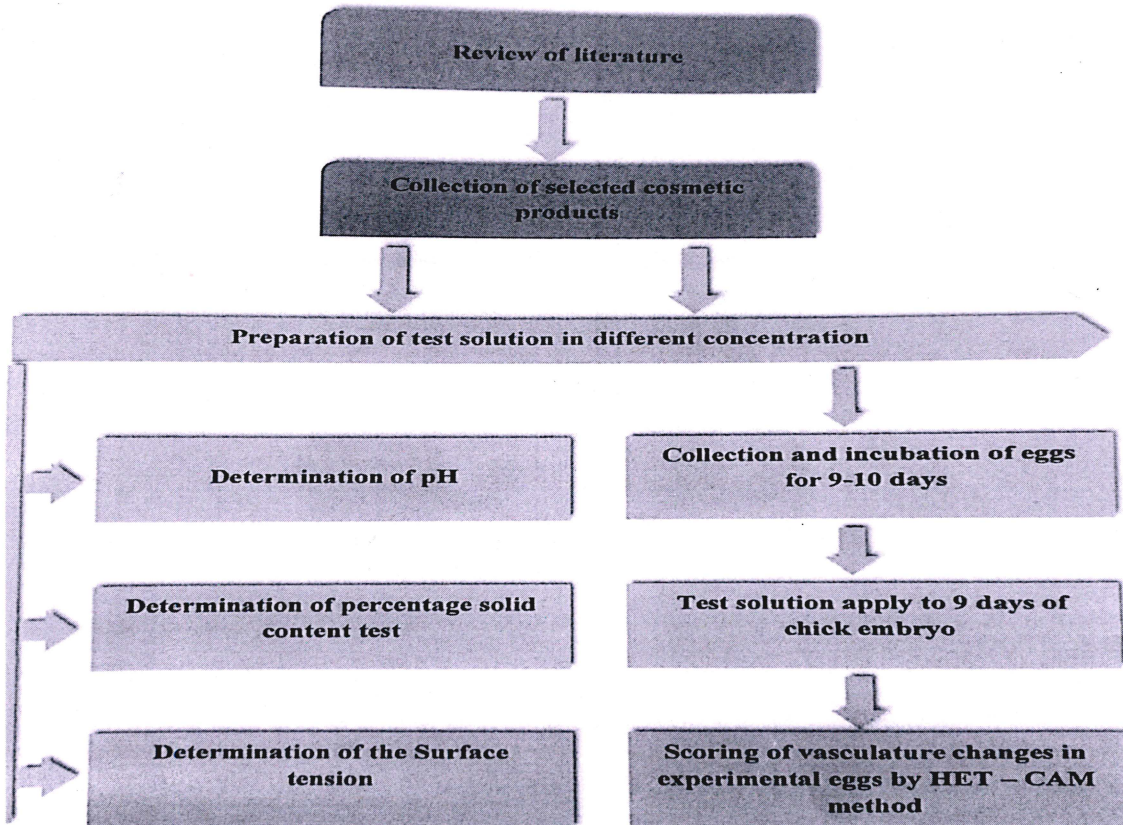 Review of literature
Collection of selected cosmetic
products
Preparation of test solution in different concentration
Determination of pH
Determination of percentage solid
content test
Determination of the Surface
tension
Collection and incubation of eggs
for 9-10 days
Test solution apply to 9 days of
chick embryo
Scoring of vasculature changes in
experimental eggs by HET – CAM
method